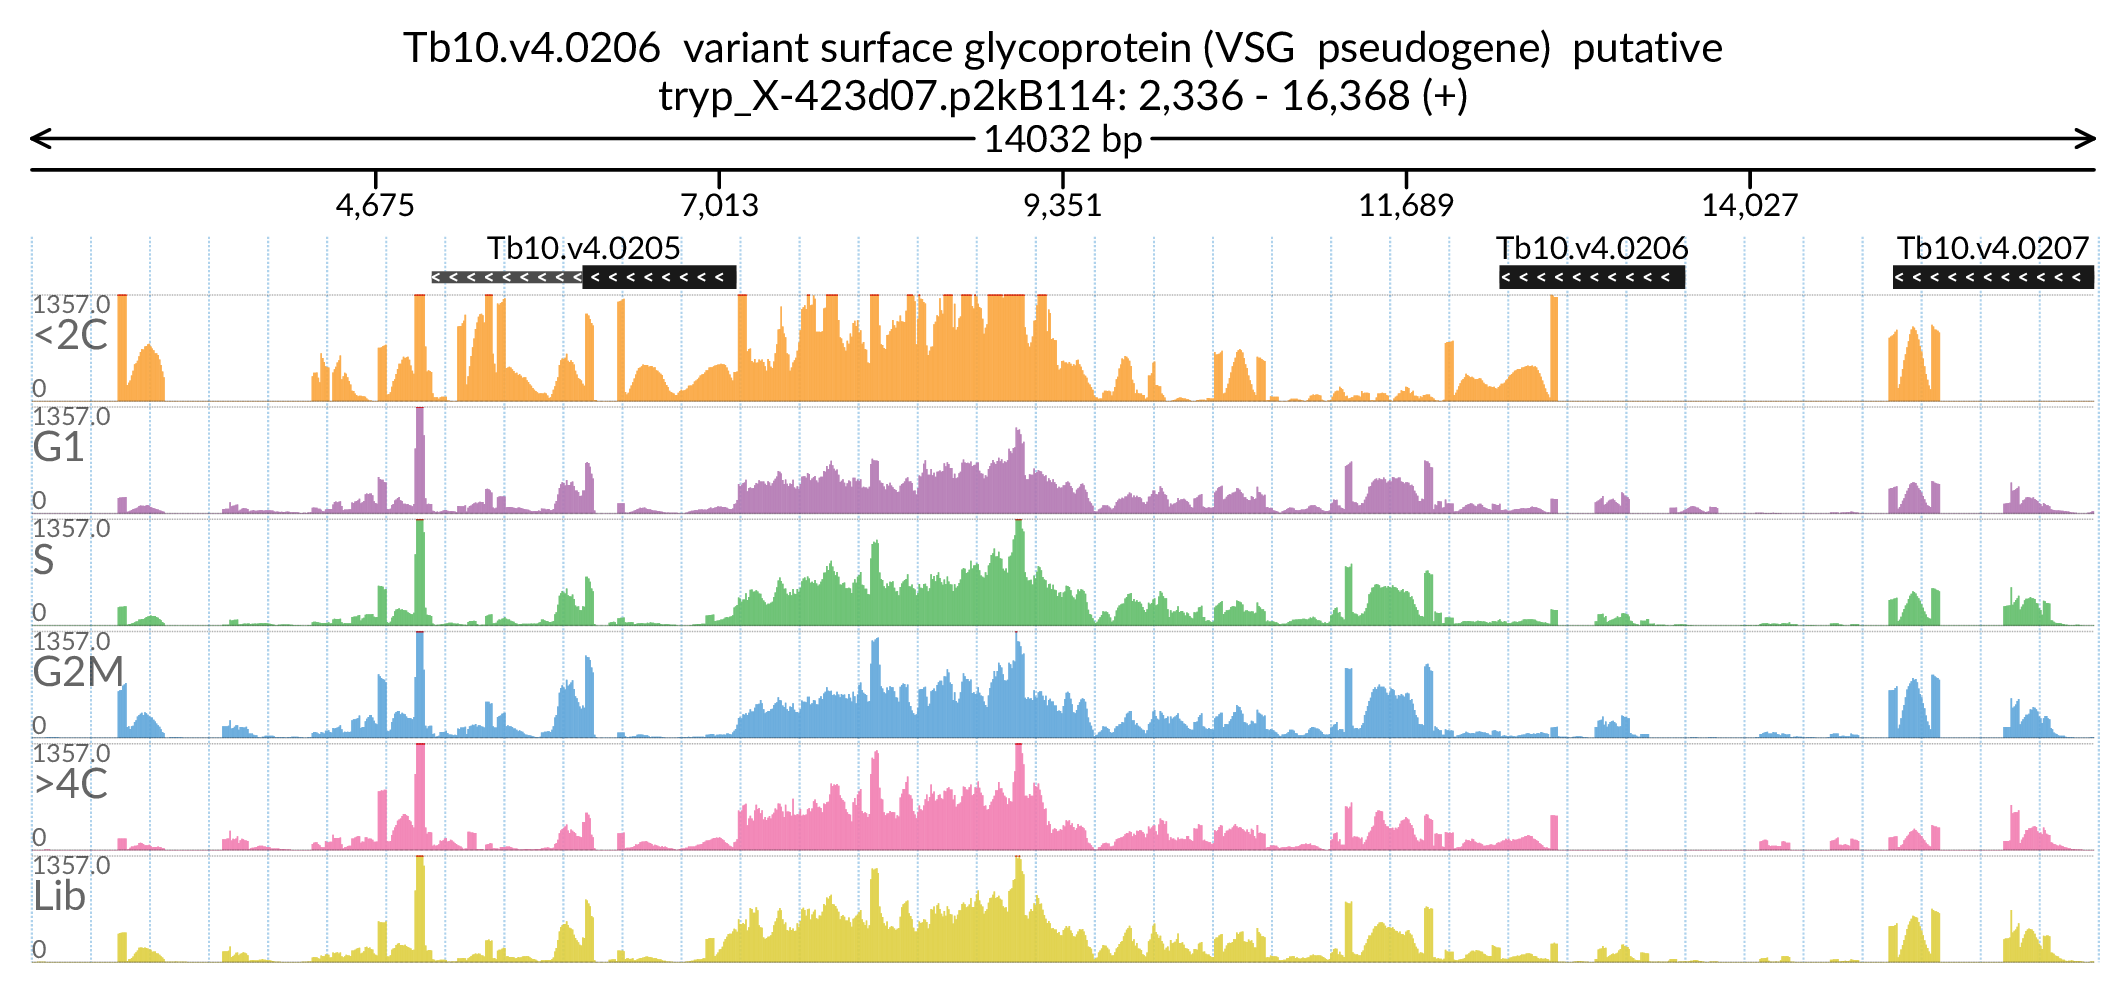 Tb10.v4.0206 variant surface glycoprotein (VSG pseudogene) putative
tryp_X-423d07.p2kB114: 2,336 - 16,368 (+)
14032 bp
4,675 7,013 9,351 11,689 14,027
Tb10.v4.0205 Tb10.v4.0206 Tb10.v4.0207
1357.0
<2C
0
1357.0
G1
0
1357.0
S
0
1357.0
G2M
0
1357.0
>4C
0
1357.0
Lib
0